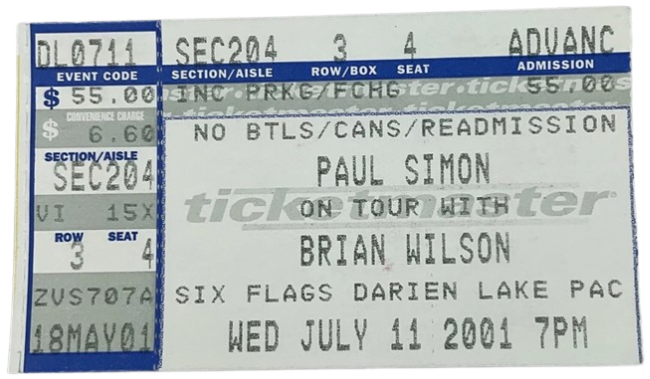 DL0711 SEC204 3 4 ADVANC
EVENT CODE SECTION/AISLE ROW/BOX SEAT ADMISSION
$ 55.00 INC PRKG/FCHG 55.00
CONVENIENCE CHARGE
$ 6.60
NO BTLS/CANS/READMISSION
SECTION/AISLE
SEC204 PAUL SIMON
ticketmaster
VI 15X ON TOUR WITH
ROW SEAT
3 4 BRIAN WILSON
ZVS707A SIX FLAGS DARIEN LAKE PAC
18MAY01 WED JULY 11 2001 7PM